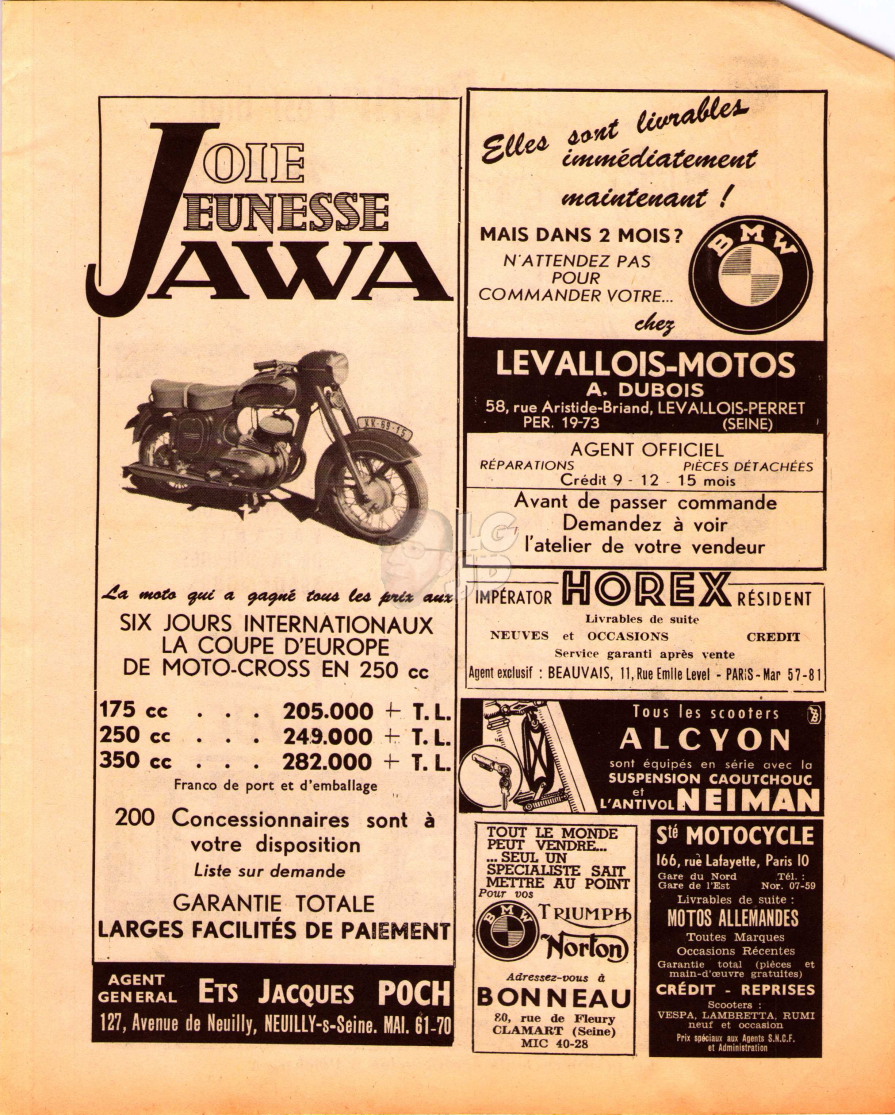 JOIE
JEUNESSE
JAWA
XK-69-15
La moto qui a gagné tous les prix aux
SIX JOURS INTERNATIONAUX
LA COUPE D'EUROPE
DE MOTO-CROSS EN 250 cc
175 cc . . . 205.000 + T. L.
250 cc . . . 249.000 + T. L.
350 cc . . . 282.000 + T. L.
Franco de port et d'emballage
200 Concessionnaires sont à
votre disposition
Liste sur demande
GARANTIE TOTALE
LARGES FACILITÉS DE PAIEMENT
AGENT GENERAL ETS JACQUES POCH
127, Avenue de Neuilly, NEUILLY-s-Seine. MAI. 61-70
Elles sont livrables
immédiatement
maintenant !
MAIS DANS 2 MOIS ?
N'ATTENDEZ PAS
POUR
COMMANDER VOTRE...
chez
BMW
LEVALLOIS-MOTOS
A. DUBOIS
58, rue Aristide-Briand, LEVALLOIS-PERRET
PER. 19-73 (SEINE)
AGENT OFFICIEL
RÉPARATIONS PIÈCES DÉTACHÉES
Crédit 9 - 12 - 15 mois
Avant de passer commande
Demandez à voir
l'atelier de votre vendeur
LG
JB
IMPÉRATOR HOREX RÉSIDENT
Livrables de suite
NEUVES et OCCASIONS CREDIT
Service garanti après vente
Agent exclusif : BEAUVAIS, 11, Rue Emile Level - PARIS - Mar 57-81
Tous les scooters
ALCYON
sont équipés en série avec la
SUSPENSION CAOUTCHOUC
et
L'ANTIVOL NEIMAN
TOUT LE MONDE
PEUT VENDRE...
... SEUL UN
SPECIALISTE SAIT
METTRE AU POINT
Pour vos
BMW
TRIUMPH
Norton
Adressez-vous à
BONNEAU
80, rue de Fleury
CLAMART (Seine)
MIC 40-28
Sté MOTOCYCLE
166, rue Lafayette, Paris 10
Gare du Nord Tél. :
Gare de l'Est Nor. 07-59
Livrables de suite :
MOTOS ALLEMANDES
Toutes Marques
Occasions Récentes
Garantie total (pièces et
main-d'œuvre gratuites)
CRÉDIT - REPRISES
Scooters :
VESPA, LAMBRETTA, RUMI
neuf et occasion
Prix spéciaux aux Agents S.N.C.F.
et Administration